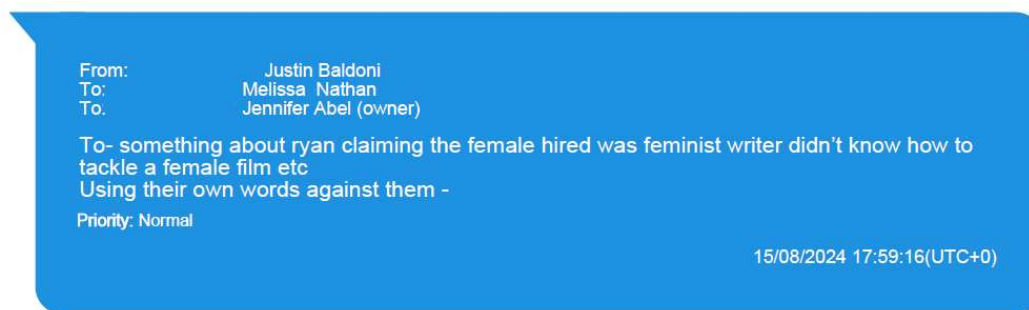 From: Justin Baldoni
To: Melissa Nathan
To. Jennifer Abel (owner)
To- something about ryan claiming the female hired was feminist writer didn’t know how to
tackle a female film etc
Using their own words against them -
Priority: Normal
15/08/2024 17:59:16(UTC+0)